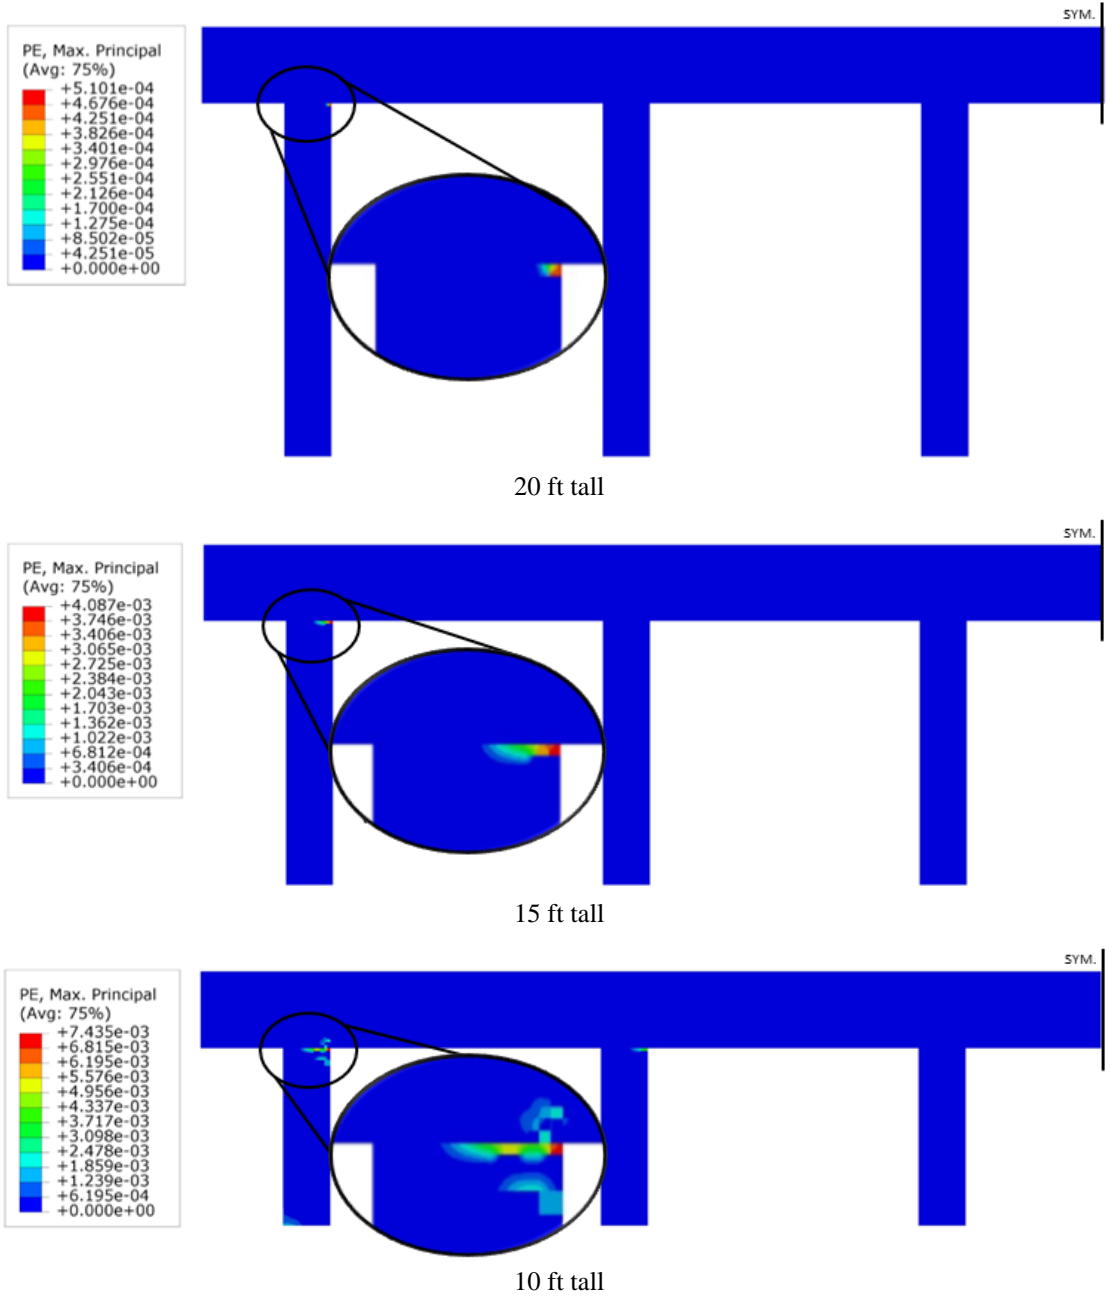 SYM.
PE, Max. Principal
(Avg: 75%)
+5.101e-04
+4.676e-04
+4.251e-04
+3.826e-04
+3.401e-04
+2.976e-04
+2.551e-04
+2.126e-04
+1.700e-04
+1.275e-04
+8.502e-05
+4.251e-05
+0.000e+00
20 ft tall
SYM.
PE, Max. Principal
(Avg: 75%)
+4.087e-03
+3.746e-03
+3.406e-03
+3.065e-03
+2.725e-03
+2.384e-03
+2.043e-03
+1.703e-03
+1.362e-03
+1.022e-03
+6.812e-04
+3.406e-04
+0.000e+00
15 ft tall
SYM.
PE, Max. Principal
(Avg: 75%)
+7.435e-03
+6.815e-03
+6.195e-03
+5.576e-03
+4.956e-03
+4.337e-03
+3.717e-03
+3.098e-03
+2.478e-03
+1.859e-03
+1.239e-03
+6.195e-04
+0.000e+00
10 ft tall